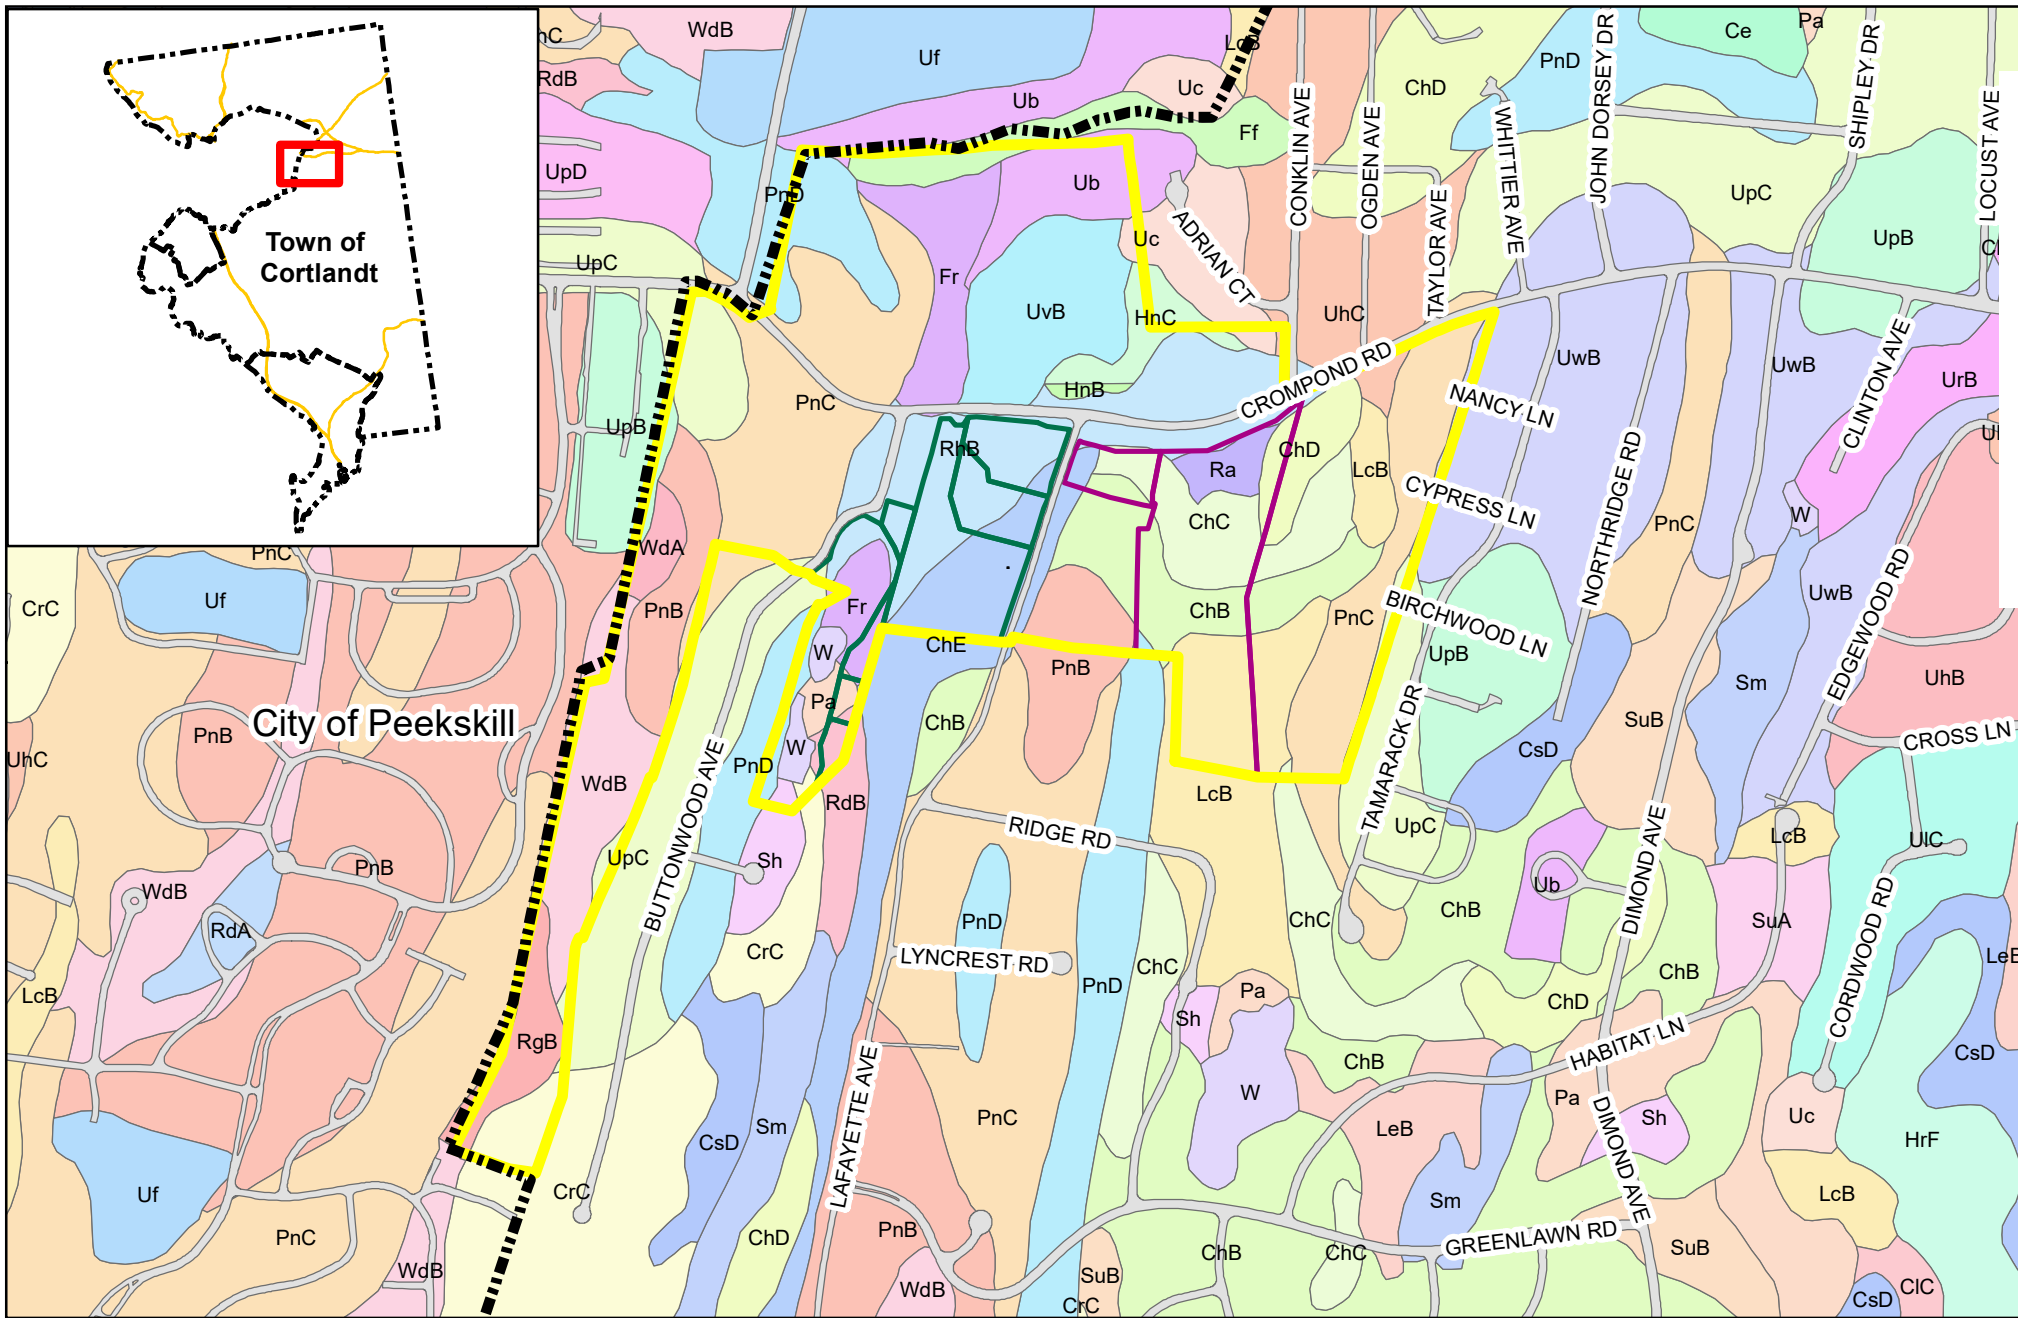 Town of
Cortlandt
WdB
Uf
LcB
Ce
Pa
RdB
Ub
Uc
ChD
PnD
Ff
UpD
PnD
Ub
UpC
UpB
UpC
Uc
Fr
UvB
HnC
UhC
UwB
UwB
UrB
HnB
PnC
UpB
RhB
Ra
ChD
LcB
ChC
PnC
W
WdA
PnC
Uf
CrC
PnB
Fr
ChB
PnC
UwB
W
ChE
PnB
UpB
Sm
UhB
City of Peekskill
PnB
UhC
Pa
ChB
SuB
W
CsD
PnD
WdB
RdB
LcB
UpC
LcB
UlC
UpC
Sh
PnB
WdB
Ub
RdA
PnD
ChC
ChB
SuA
CrC
ChC
ChB
LcB
PnD
Pa
ChD
Sh
RgB
ChB
CsD
W
Pa
Sh
Uc
HrF
PnC
LeB
Sm
CsD
Uf
CrC
LcB
Sm
PnC
ChD
PnB
ChB
ChC
SuB
WdB
WdB
SuB
CrC
CsD
ClC
CONKLIN AVE
OGDEN AVE
TAYLOR AVE
WHITTIER AVE
JOHN DORSEY DR
SHIPLEY DR
LOCUST AVE
ADRIAN CT
CROMPOND RD
NANCY LN
CYPRESS LN
BIRCHWOOD LN
NORTHRIDGE RD
CLINTON AVE
EDGEWOOD RD
CROSS LN
TAMARACK DR
DIMOND AVE
BUTTONWOOD AVE
RIDGE RD
LYNCREST RD
CORDWOOD RD
HABITAT LN
LAFAYETTE AVE
DIMOND AVE
GREENLAWN RD